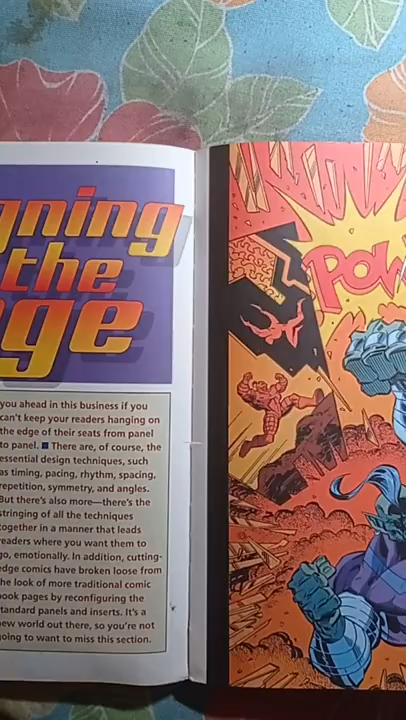 gning
the
ge
you ahead in this business if you
can't keep your readers hanging on
the edge of their seats from panel
to panel. ■ There are, of course, the
essential design techniques, such
as timing, pacing, rhythm, spacing,
repetition, symmetry, and angles.
But there's also more—there's the
stringing of all the techniques
together in a manner that leads
readers where you want them to
go, emotionally. In addition, cutting-
edge comics have broken loose from
the look of more traditional comic
book pages by reconfiguring the
standard panels and inserts. It's a
new world out there, so you're not
going to want to miss this section.
POW